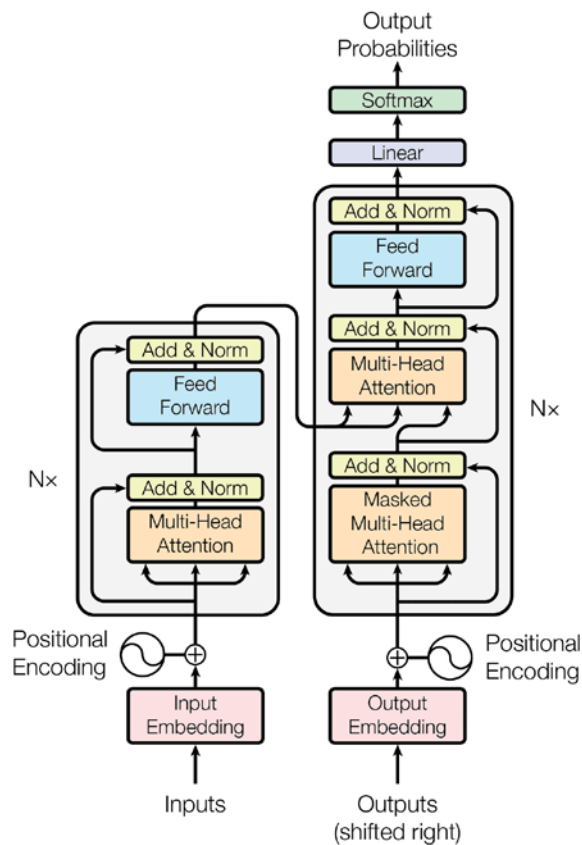 Output
Probabilities
Softmax
Linear
Add & Norm
Feed
Forward
Add & Norm
Multi-Head
Attention
Add & Norm
Masked
Multi-Head
Attention
N×
Add & Norm
Feed
Forward
Add & Norm
Multi-Head
Attention
N×
Positional
Encoding
Positional
Encoding
Input
Embedding
Output
Embedding
Inputs
Outputs
(shifted right)